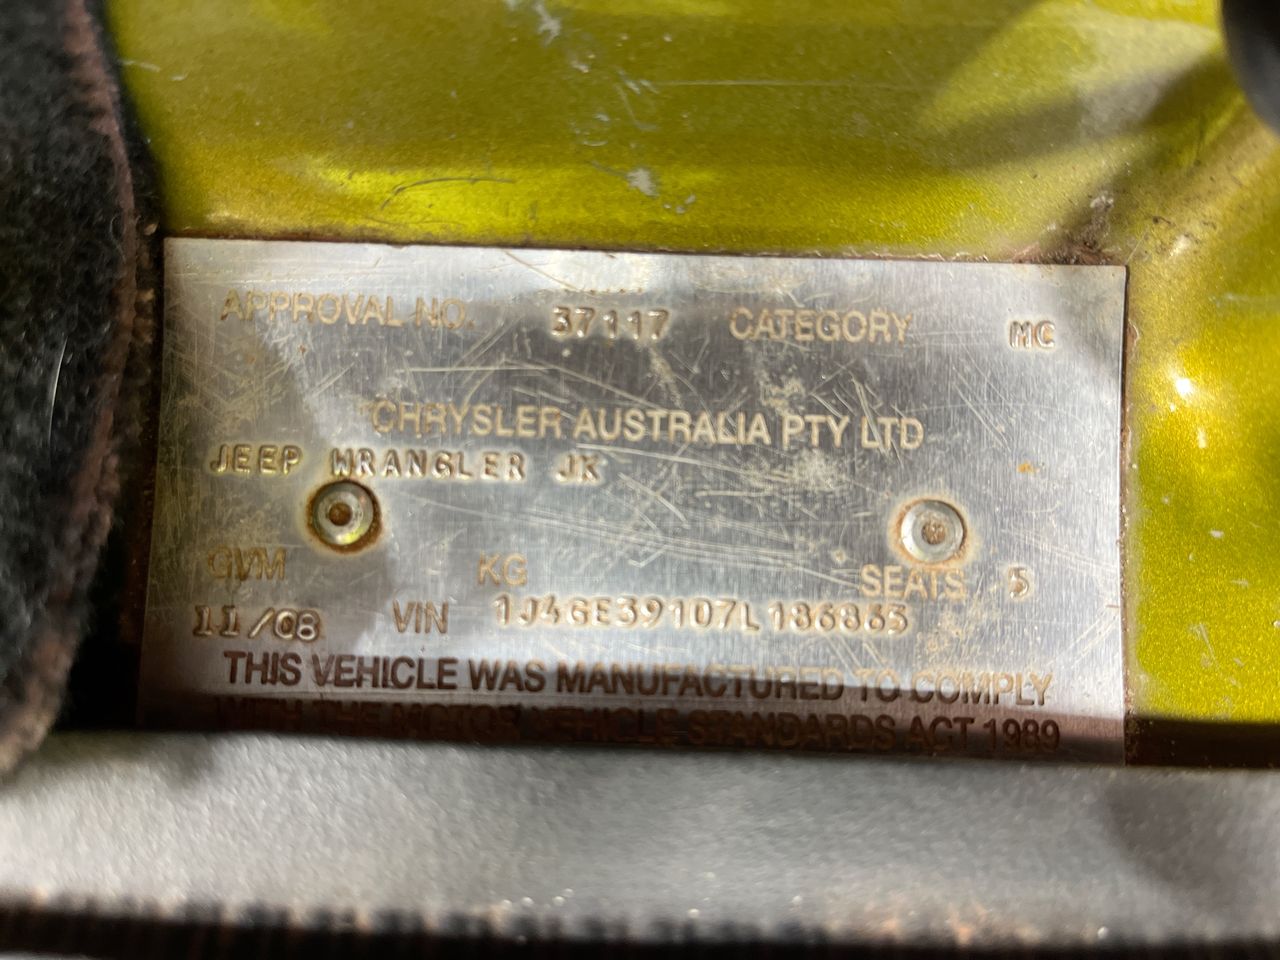 APPROVAL NO. 37117 CATEGORY MC
CHRYSLER AUSTRALIA PTY LTD
JEEP WRANGLER JK
GVM KG SEATS 5
11/08 VIN 1J4GE39107L186865
THIS VEHICLE WAS MANUFACTURED TO COMPLY
WITH THE MOTOR VEHICLE STANDARDS ACT 1989